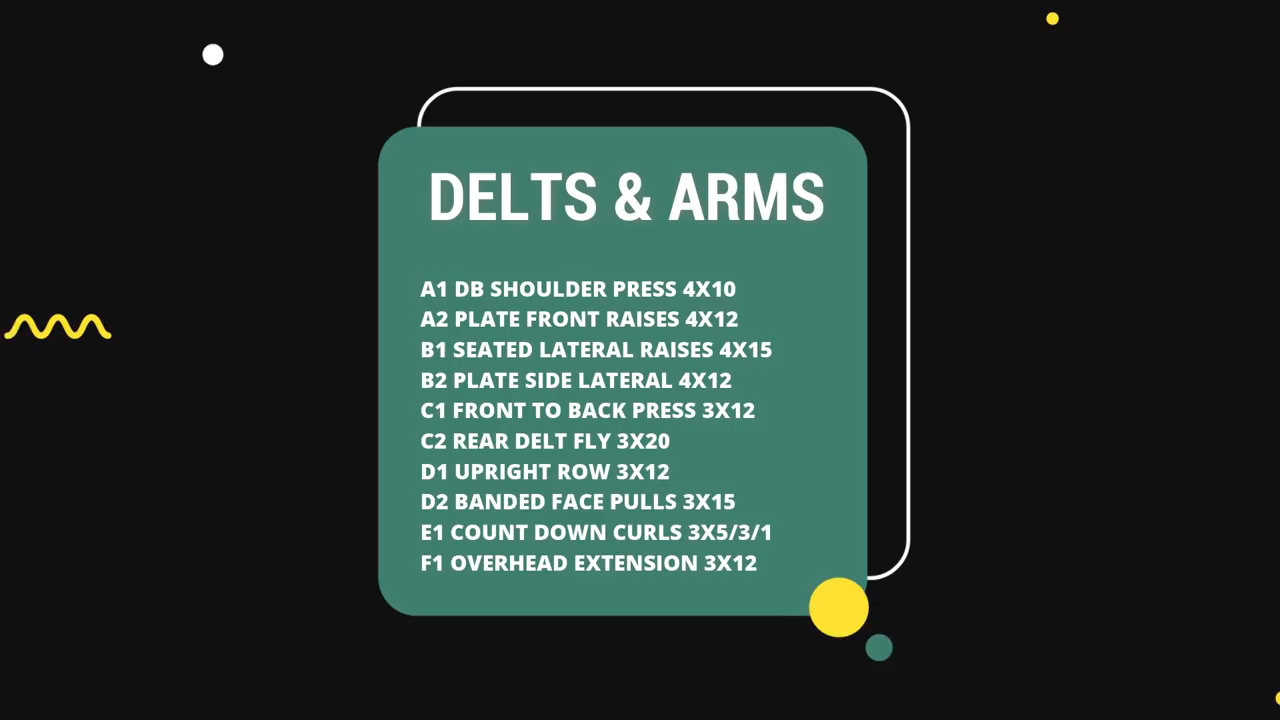 DELTS & ARMS
A1 DB SHOULDER PRESS 4X10
A2 PLATE FRONT RAISES 4X12
B1 SEATED LATERAL RAISES 4X15
B2 PLATE SIDE LATERAL 4X12
C1 FRONT TO BACK PRESS 3X12
C2 REAR DELT FLY 3X20
D1 UPRIGHT ROW 3X12
D2 BANDED FACE PULLS 3X15
E1 COUNT DOWN CURLS 3X5/3/1
F1 OVERHEAD EXTENSION 3X12